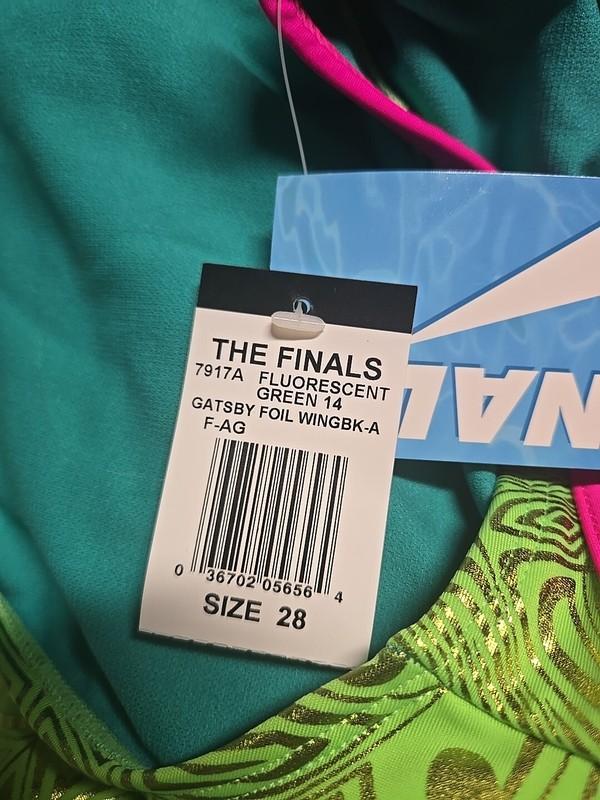 THE FINALS
7917A FLUORESCENT
GREEN 14
GATSBY FOIL WINGBK-A
F-AG
0 36702 05656 4
SIZE 28